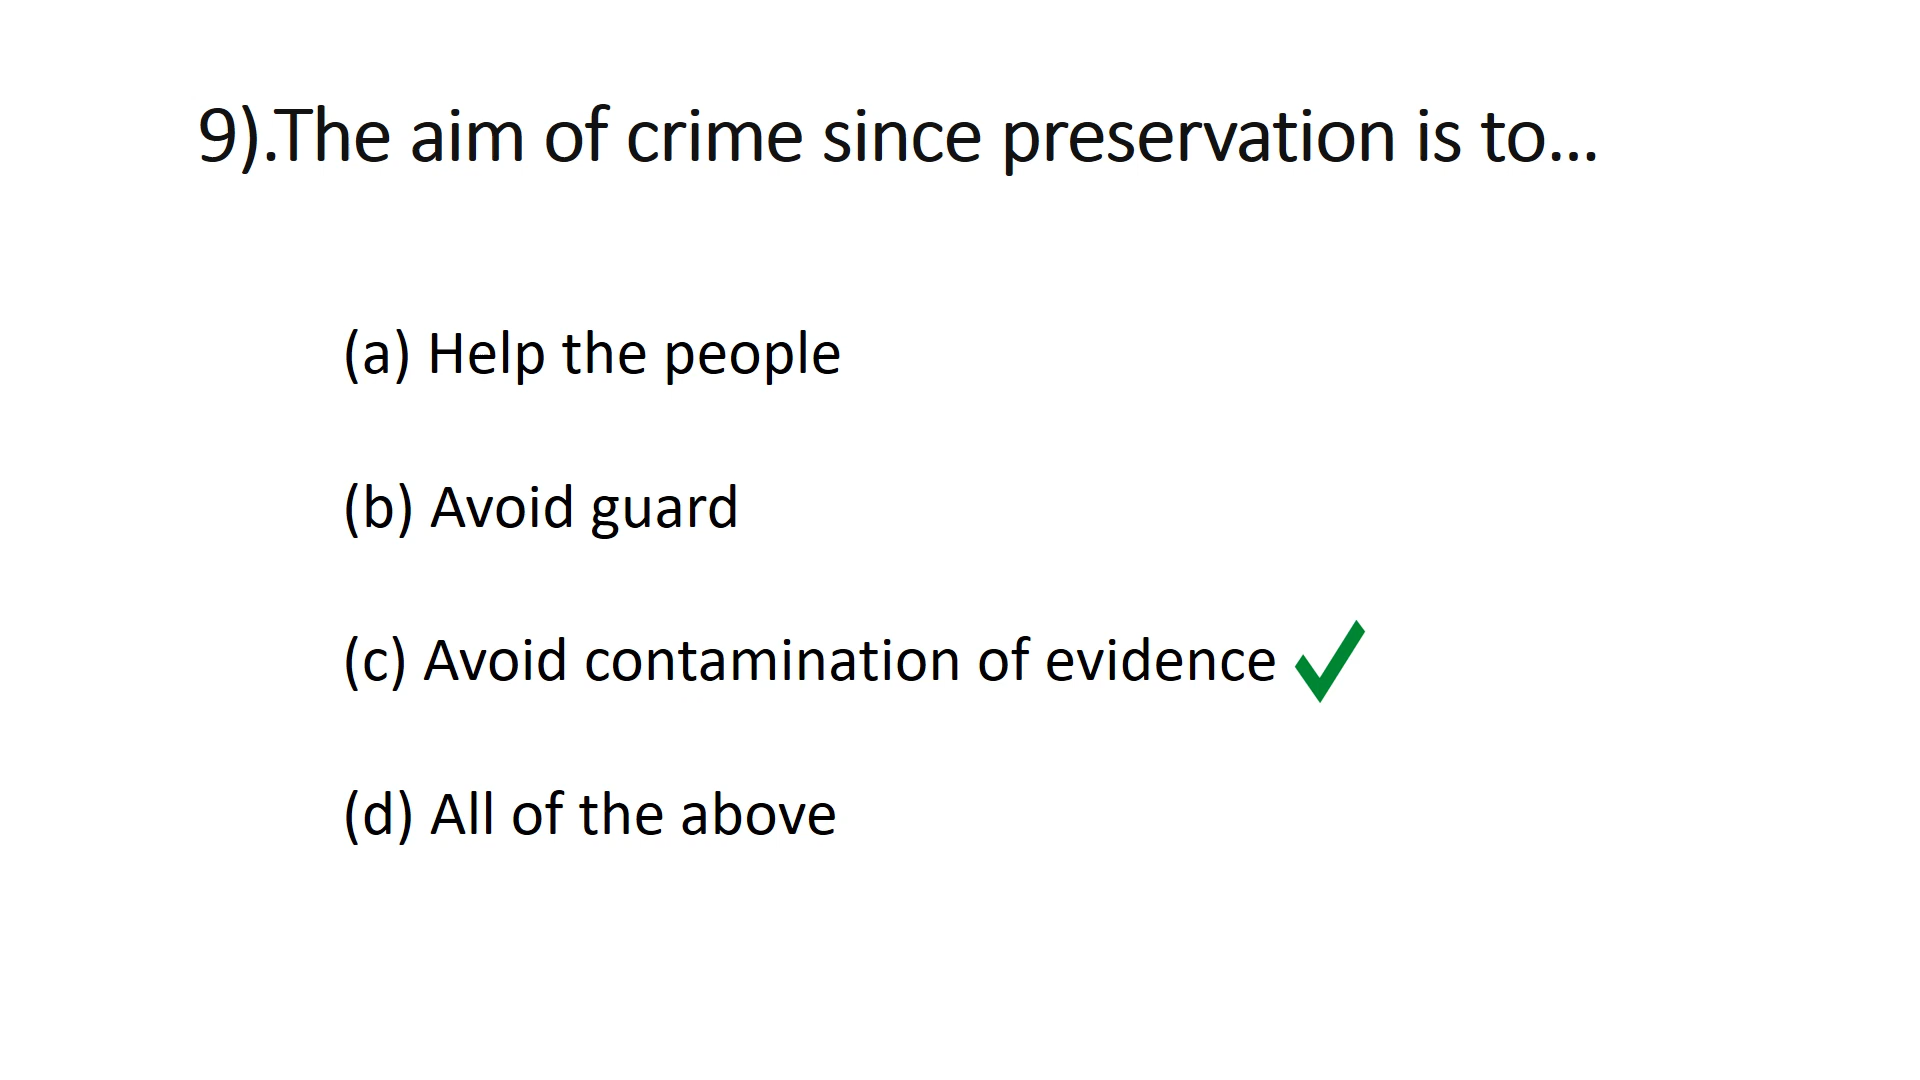 9).The aim of crime since preservation is to...
(a) Help the people
(b) Avoid guard
(c) Avoid contamination of evidence
(d) All of the above